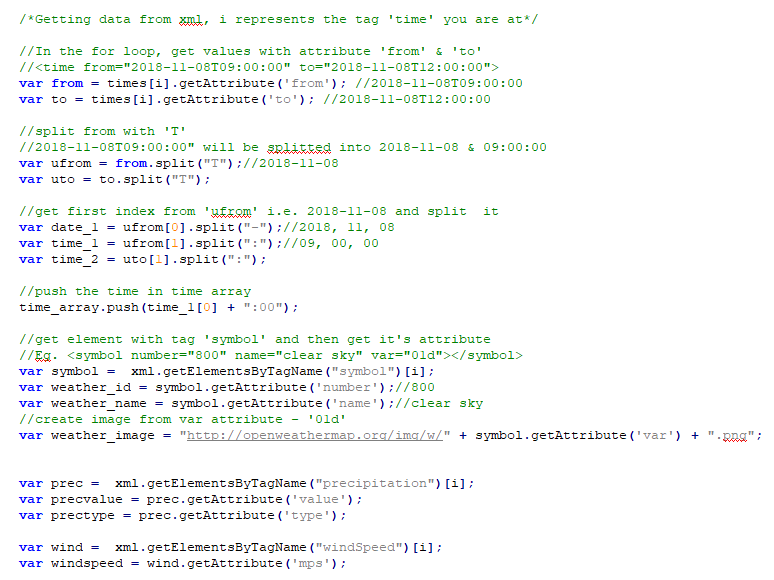 /*Getting data from xml, i represents the tag 'time' you are at*/
//In the for loop, get values with attribute 'from' & 'to'
//<time from="2018-11-08T09:00:00" to="2018-11-08T12:00:00">
var from = times[i].getAttribute('from'); //2018-11-08T09:00:00
var to = times[i].getAttribute('to'); //2018-11-08T12:00:00
//split from with 'T'
//2018-11-08T09:00:00" will be splitted into 2018-11-08 & 09:00:00
var ufrom = from.split("T");//2018-11-08
var uto = to.split("T");
//get first index from 'ufrom' i.e. 2018-11-08 and split  it
var date_1 = ufrom[0].split("-");//2018, 11, 08
var time_1 = ufrom[1].split(":");//09, 00, 00
var time_2 = uto[1].split(":");
//push the time in time array
time_array.push(time_1[0] + ":00");
//get element with tag 'symbol' and then get it's attribute
//Eg. <symbol number="800" name="clear sky" var="01d"></symbol>
var symbol =  xml.getElementsByTagName("symbol")[i];
var weather_id = symbol.getAttribute('number');//800
var weather_name = symbol.getAttribute('name');//clear sky
//create image from var attribute - '01d'
var weather_image = "http://openweathermap.org/img/w/" + symbol.getAttribute('var') + ".png";
var prec =  xml.getElementsByTagName("precipitation")[i];
var precvalue = prec.getAttribute('value');
var prectype = prec.getAttribute('type');
var wind =  xml.getElementsByTagName("windSpeed")[i];
var windspeed = wind.getAttribute('mps');